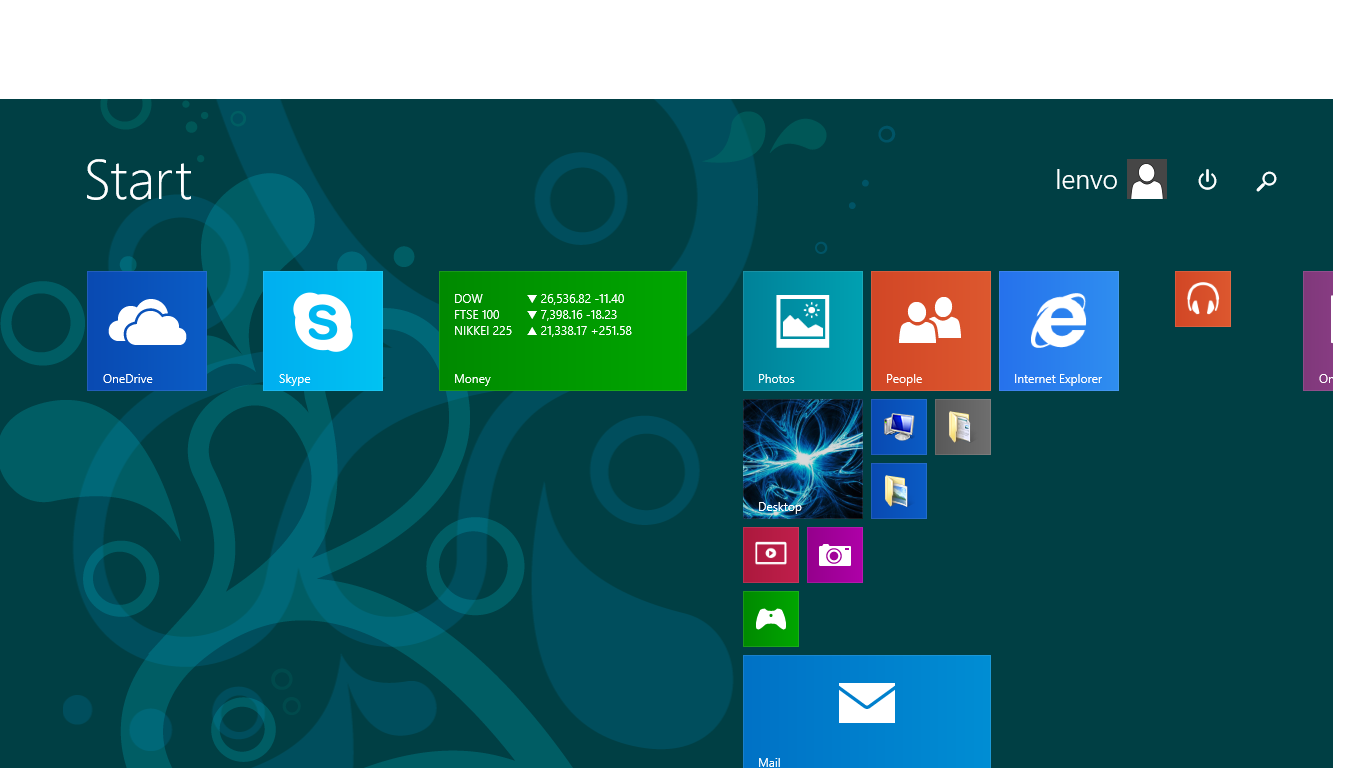 Start
lenvo
OneDrive
Skype
DOW ▼ 26,536.82 -11.40
FTSE 100 ▼ 7,398.16 -18.23
NIKKEI 225 ▲ 21,338.17 +251.58
Money
Photos
People
Internet Explorer
On
Desktop
Mail